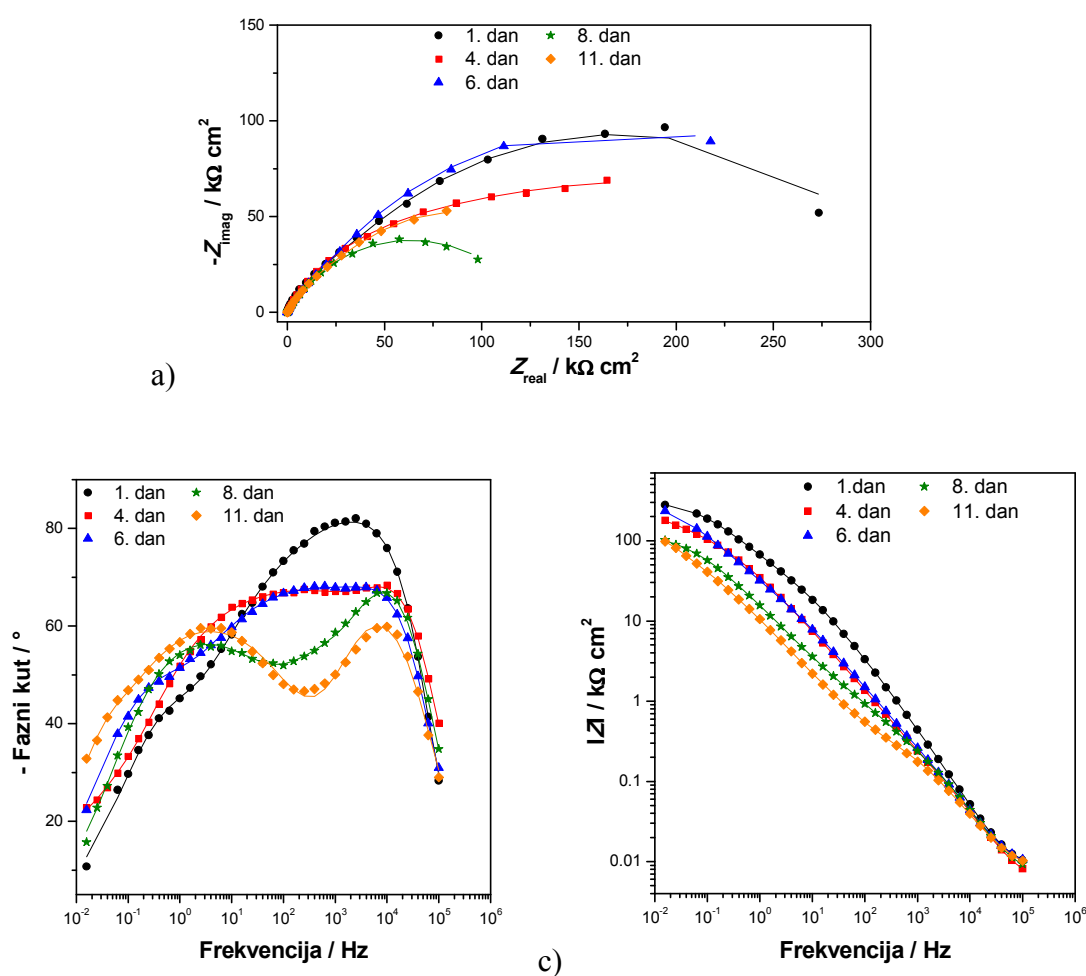 150
100
50
0
0 50 100 150 200 250 300
-Z_imag / kΩ cm²
Z_real / kΩ cm²
1. dan 8. dan
4. dan 11. dan
6. dan
a)
80
60
40
20
10⁻² 10⁻¹ 10⁰ 10¹ 10² 10³ 10⁴ 10⁵ 10⁶
- Fazni kut / °
Frekvencija / Hz
1. dan 8. dan
4. dan 11. dan
6. dan
c)
100
10
1
0.1
0.01
10⁻² 10⁻¹ 10⁰ 10¹ 10² 10³ 10⁴ 10⁵ 10⁶
|Z| / kΩ cm²
Frekvencija / Hz
1.dan 8. dan
4. dan 11. dan
6. dan